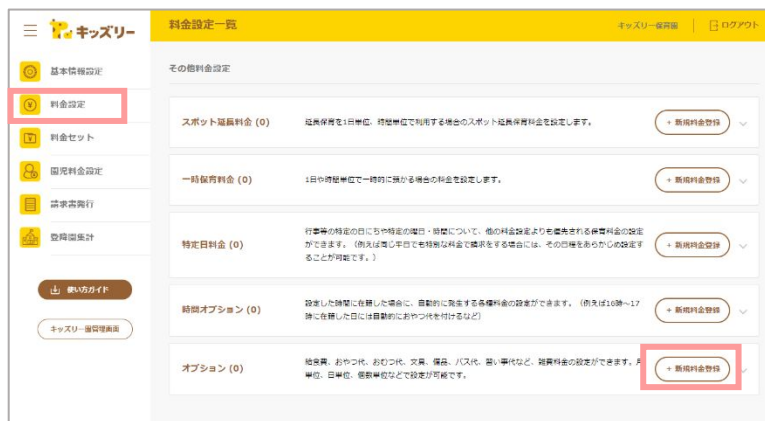 キッズリー
料金設定一覧
キッズリー保育園
ログアウト
基本情報設定
料金設定
料金セット
園児料金設定
請求書発行
登降園集計
使い方ガイド
キッズリー園管理画面
その他料金設定
スポット延長料金 (0)
延長保育を1日単位、時間単位で利用する場合のスポット延長保育料金を設定します。
+ 新規料金登録
一時保育料金 (0)
1日や時間単位で一時的に預かる場合の料金を設定します。
+ 新規料金登録
特定日料金 (0)
行事等の特定の日にちや特定の曜日・時間について、他の料金設定よりも優先される保育料金の設定
ができます。（例えば同じ平日でも特別な料金で請求をする場合には、その日程をあらかじめ設定す
ることが可能です。）
+ 新規料金登録
時間オプション (0)
設定した時間に在籍した場合に、自動的に発生する各種料金の設定ができます。（例えば16時～17
時に在籍した日には自動的におやつ代を付けるなど）
+ 新規料金登録
オプション (0)
給食費、おやつ代、おむつ代、文具、備品、バス代、習い事代など、雑費料金の設定ができます。月
単位、日単位、個数単位などで設定が可能です。
+ 新規料金登録